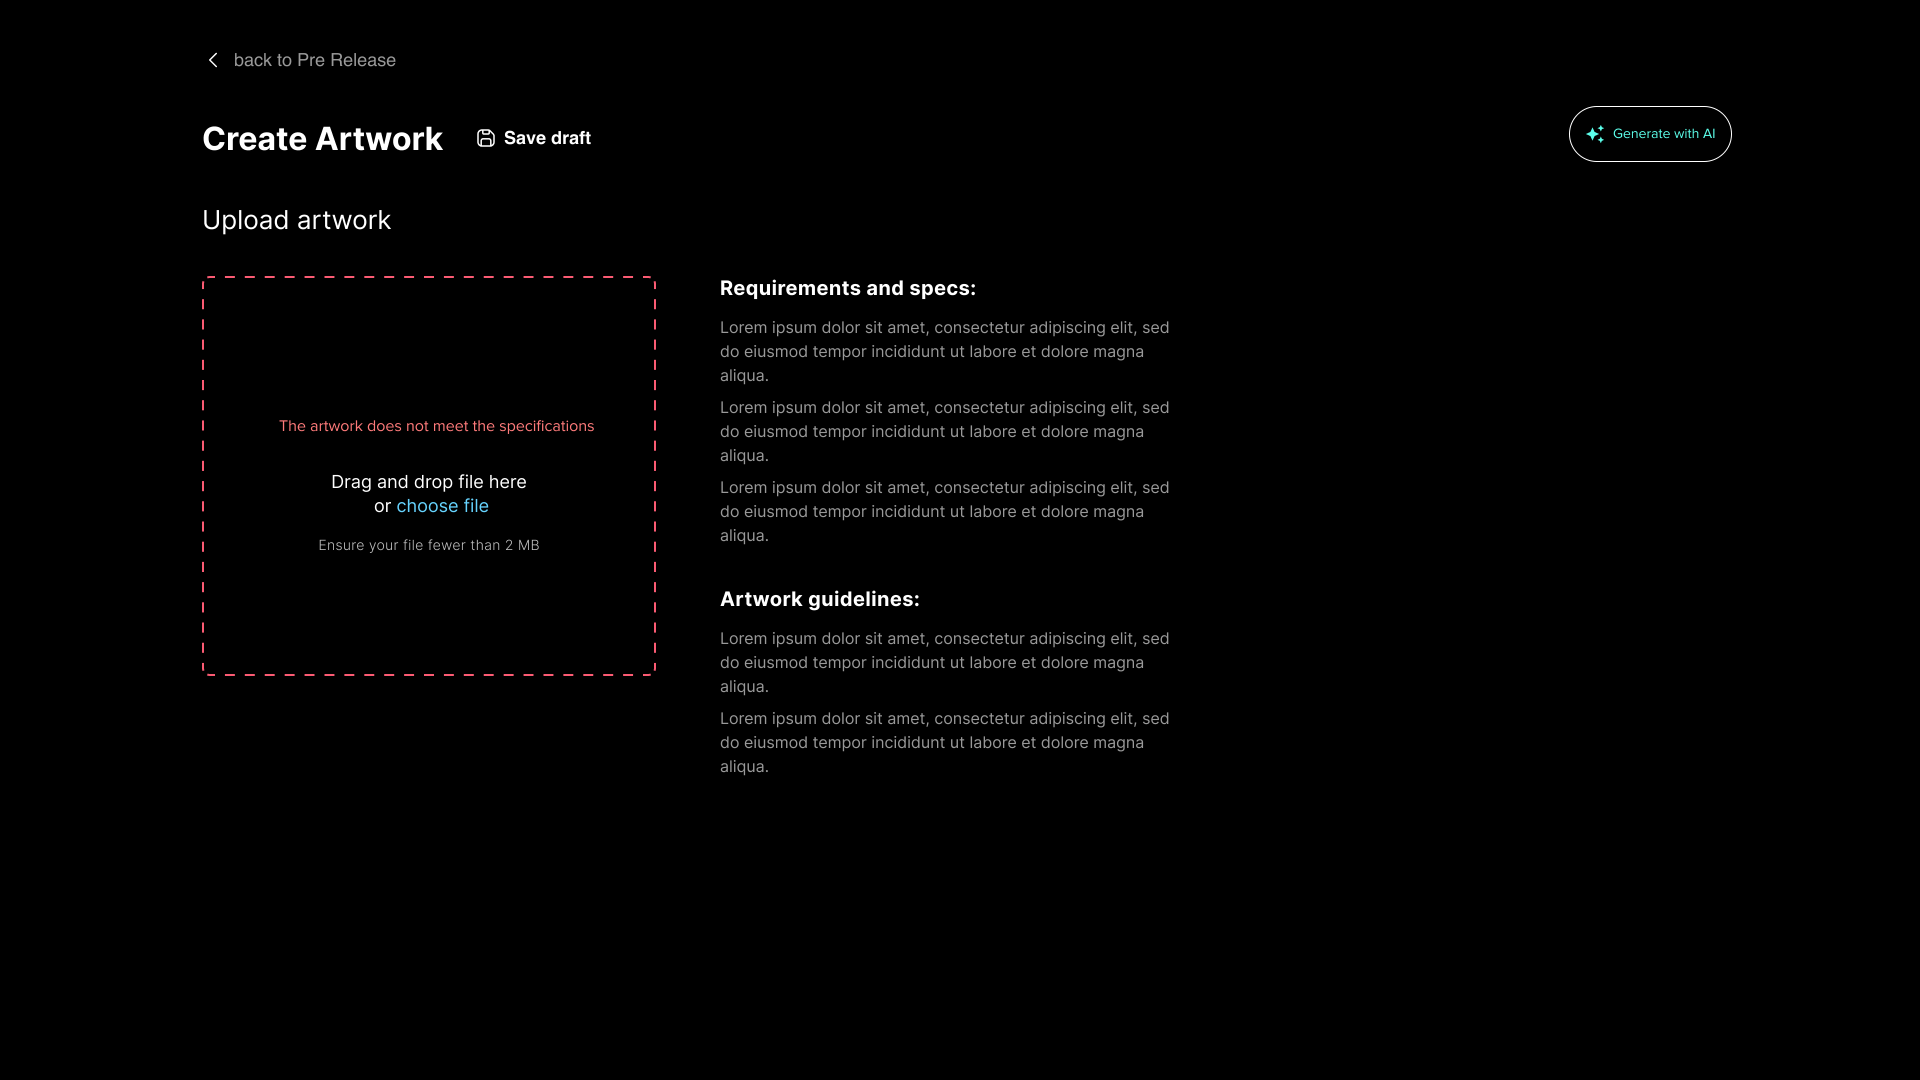 back to Pre Release
Create Artwork
Save draft
Generate with AI
Upload artwork
The artwork does not meet the specifications
Drag and drop file here
or choose file
Ensure your file fewer than 2 MB
Requirements and specs:
Lorem ipsum dolor sit amet, consectetur adipiscing elit, sed
do eiusmod tempor incididunt ut labore et dolore magna
aliqua.
Lorem ipsum dolor sit amet, consectetur adipiscing elit, sed
do eiusmod tempor incididunt ut labore et dolore magna
aliqua.
Lorem ipsum dolor sit amet, consectetur adipiscing elit, sed
do eiusmod tempor incididunt ut labore et dolore magna
aliqua.
Artwork guidelines:
Lorem ipsum dolor sit amet, consectetur adipiscing elit, sed
do eiusmod tempor incididunt ut labore et dolore magna
aliqua.
Lorem ipsum dolor sit amet, consectetur adipiscing elit, sed
do eiusmod tempor incididunt ut labore et dolore magna
aliqua.